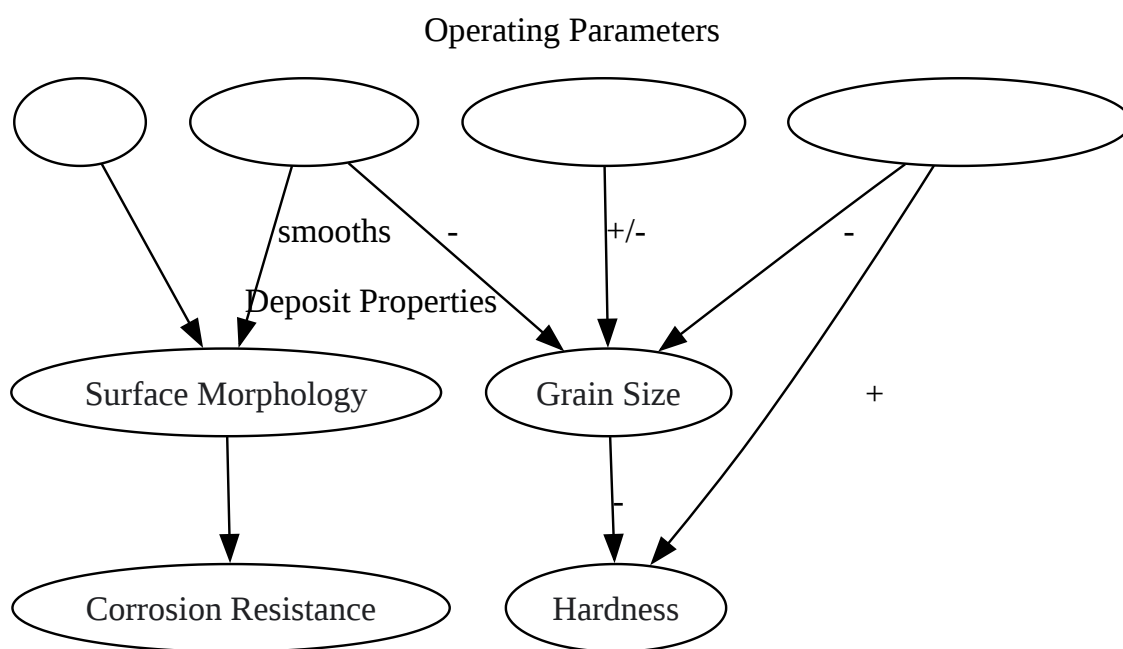 Operating Parameters
smooths
-
+/-
-
Deposit Properties
Surface Morphology
Grain Size
+
-
Corrosion Resistance
Hardness